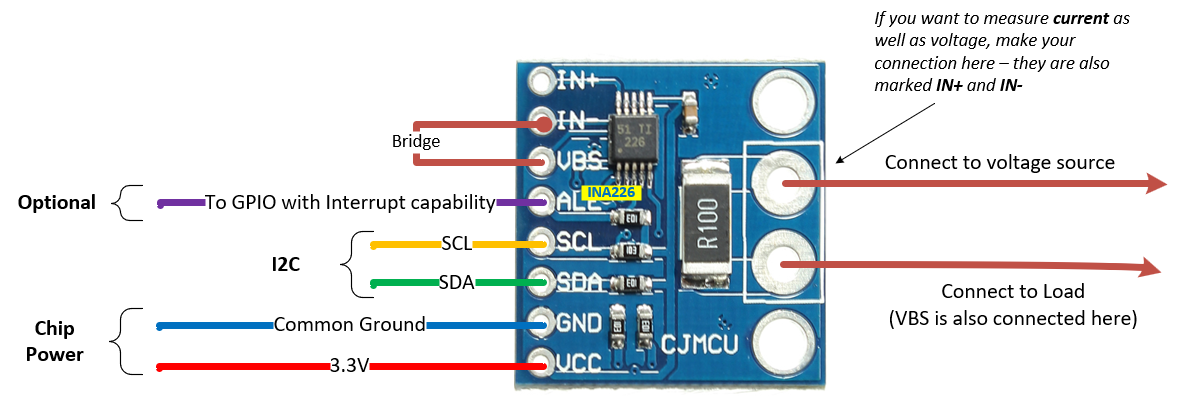 If you want to measure current as
well as voltage, make your
connection here – they are also
marked IN+ and IN-
IN+
IN-
Bridge
VBS
51 TI
226
INA226
Connect to voltage source
Optional
To GPIO with Interrupt capability
ALE
R100
I2C
SCL
SCL
SDA
SDA
Connect to Load
(VBS is also connected here)
Chip
Power
Common Ground
GND
3.3V
VCC
CJMCU